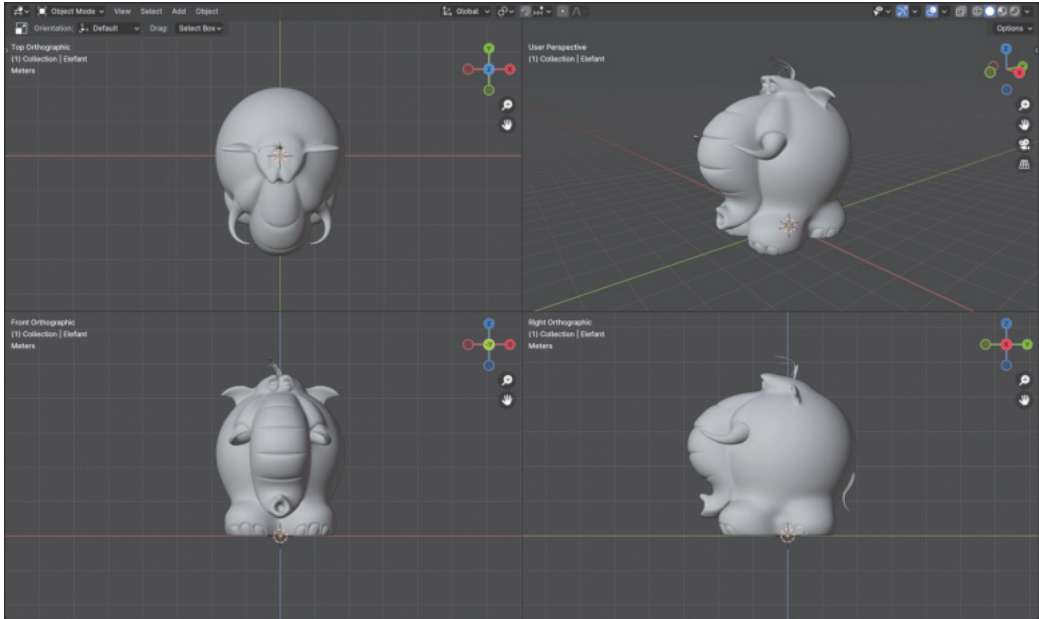 Object Mode View Select Add Object Global
Orientation: Default Drag: Select Box Options
Top Orthographic
(1) Collection | Elefant
Meters
User Perspective
(1) Collection | Elefant
Front Orthographic
(1) Collection | Elefant
Meters
Right Orthographic
(1) Collection | Elefant
Meters
Y
Z
X
Z
Y
X
Z
Y
X
Z
X
Y